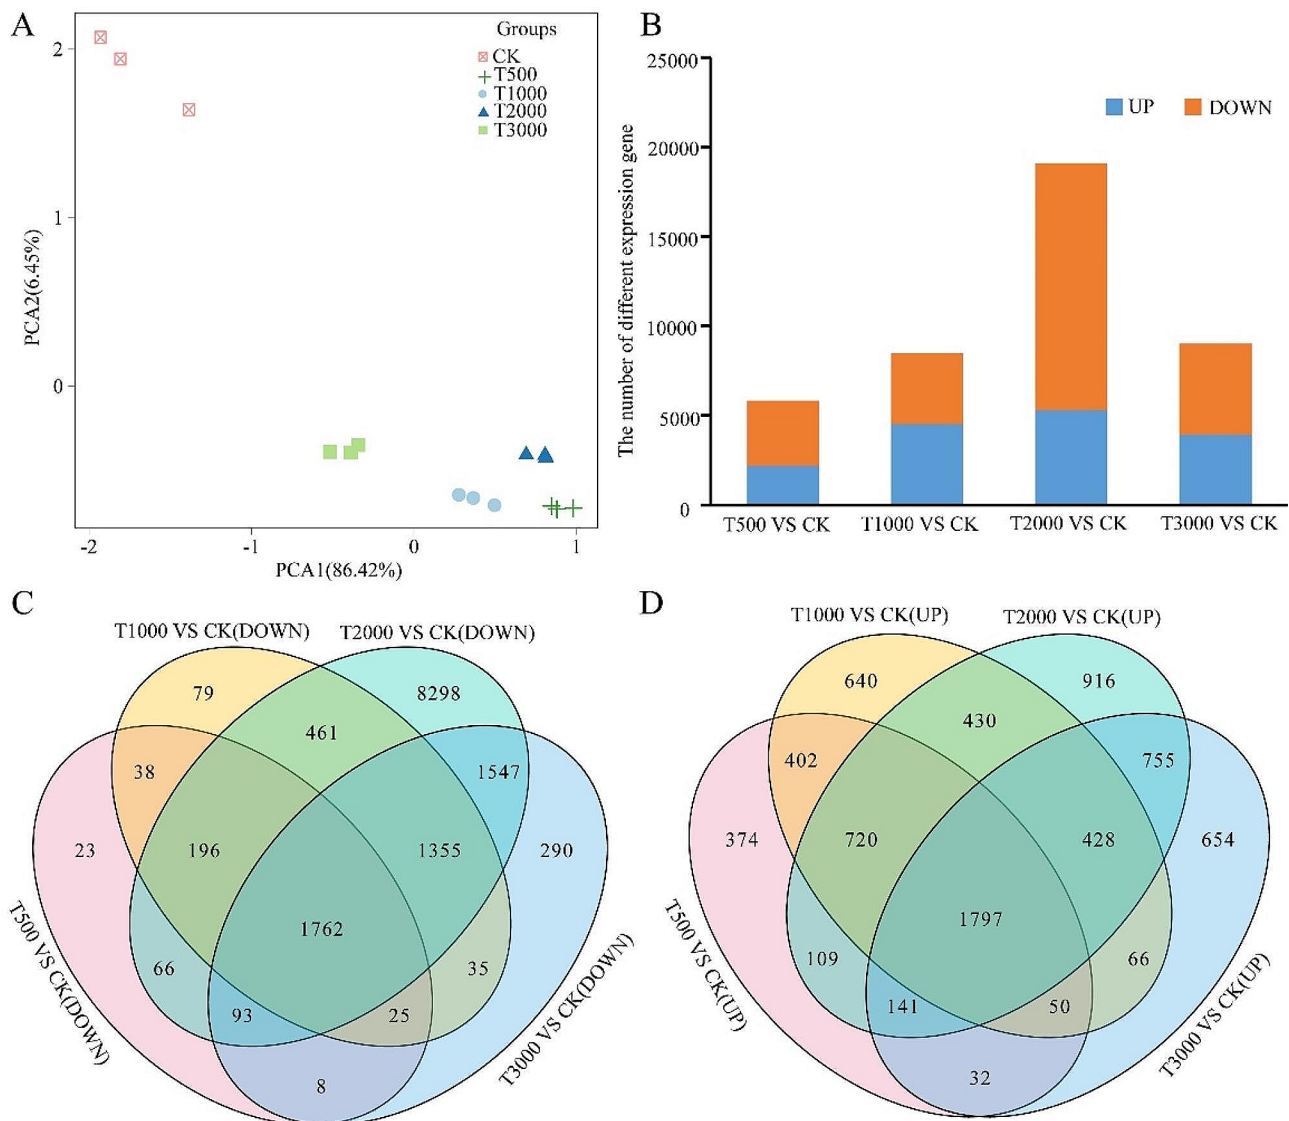 A
Groups
CK
T500
T1000
T2000
T3000
2
1
0
PCA2(6.45%)
-2
-1
0
1
PCA1(86.42%)
B
25000
20000
15000
10000
5000
0
The number of different expression gene
UP
DOWN
T500 VS CK
T1000 VS CK
T2000 VS CK
T3000 VS CK
C
T1000 VS CK(DOWN)
T2000 VS CK(DOWN)
79
8298
461
38
1547
23
196
1355
290
1762
66
35
93
25
8
T500 VS CK(DOWN)
T3000 VS CK(DOWN)
D
T1000 VS CK(UP)
T2000 VS CK(UP)
640
916
430
402
755
374
720
428
654
1797
109
66
141
50
32
T500 VS CK(UP)
T3000 VS CK(UP)